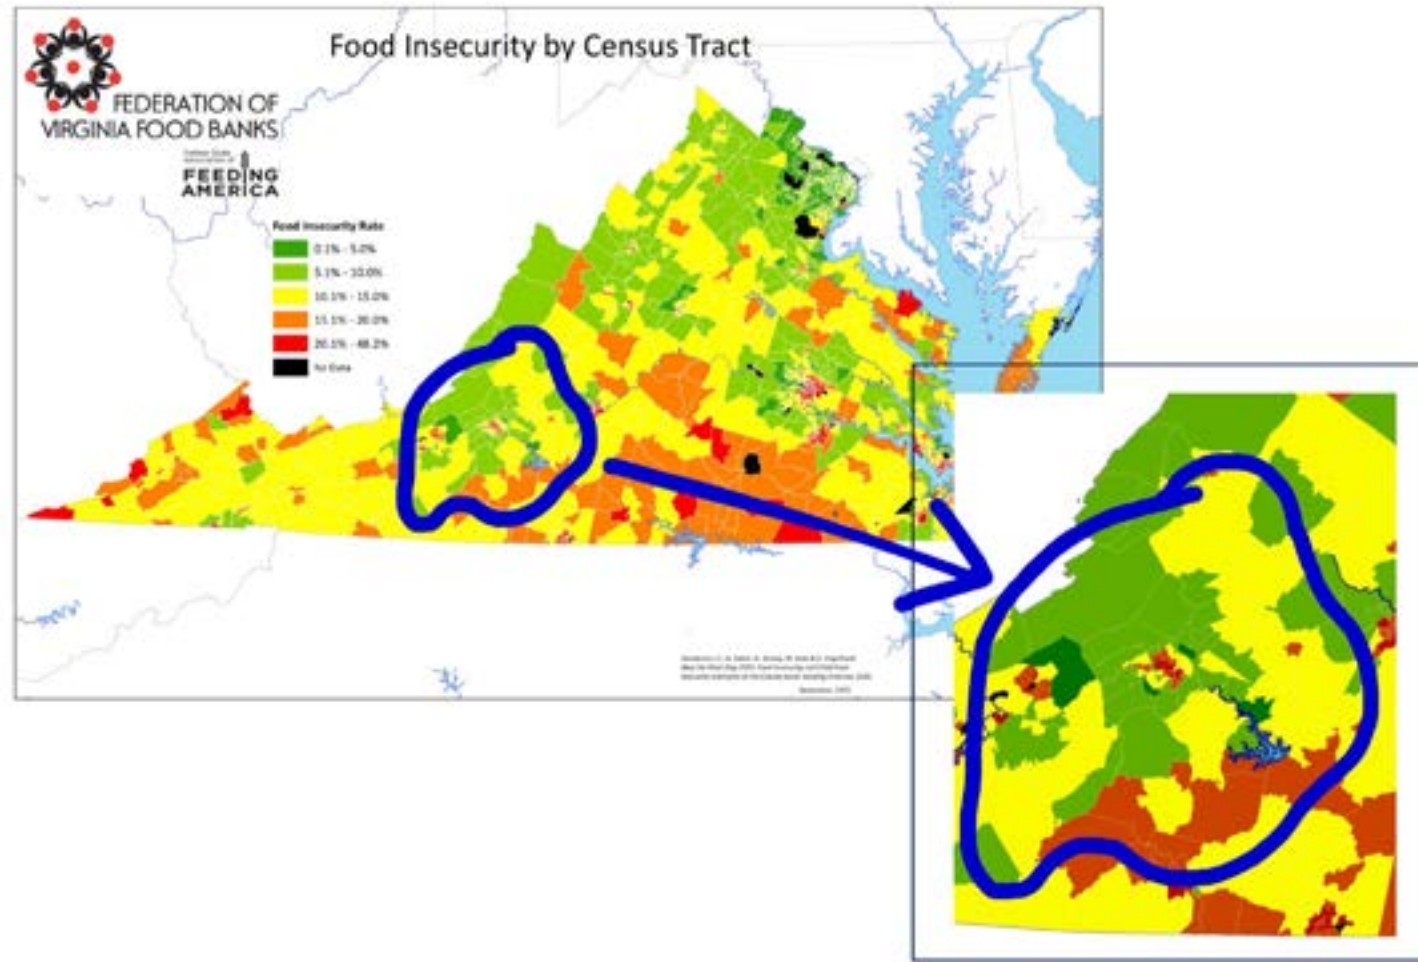 Food Insecurity by Census Tract
FEDERATION OF
VIRGINIA FOOD BANKS
FEEDING
AMERICA
Food Insecurity Rate
0.1% - 5.0%
5.1% - 10.0%
10.1% - 15.0%
15.1% - 20.0%
20.1% - 48.2%
No Data